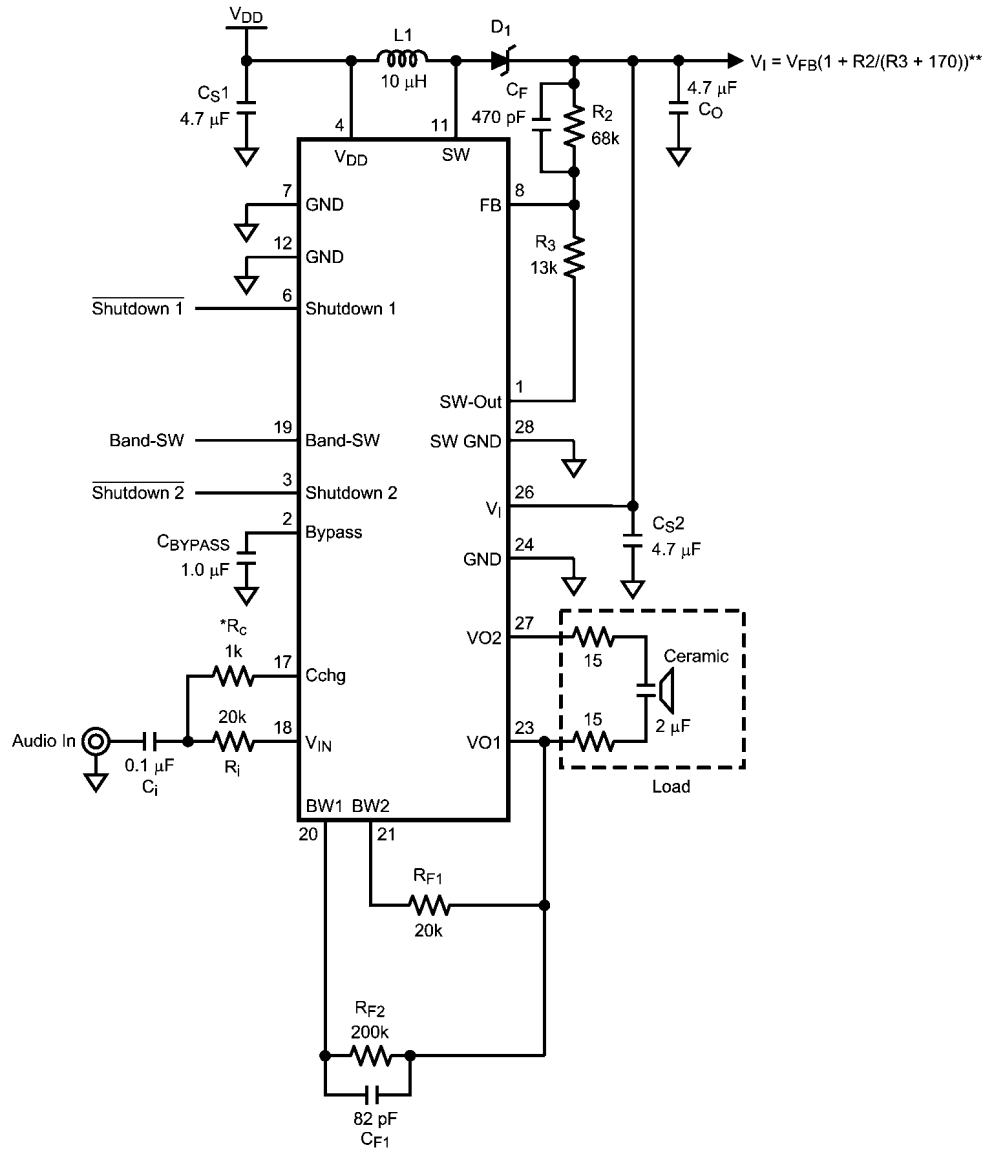 VDD
L1
10 μH
D1
VI = VFB(1 + R2/(R3 + 170))**
CS1
4.7 μF
4
VDD
11
SW
CF
470 pF
R2
68k
4.7 μF
CO
7
GND
8
FB
12
GND
R3
13k
Shutdown 1
6
Shutdown 1
1
SW-Out
Band-SW
19
Band-SW
28
SW GND
Shutdown 2
3
Shutdown 2
26
VI
CS2
4.7 μF
2
Bypass
CBYPASS
1.0 μF
24
GND
*Rc
1k
17
Cchg
27
VO2
15
Ceramic
2 μF
Audio In
0.1 μF
Ci
20k
Ri
18
VIN
23
VO1
15
Load
BW1
BW2
20
21
RF1
20k
RF2
200k
82 pF
CF1